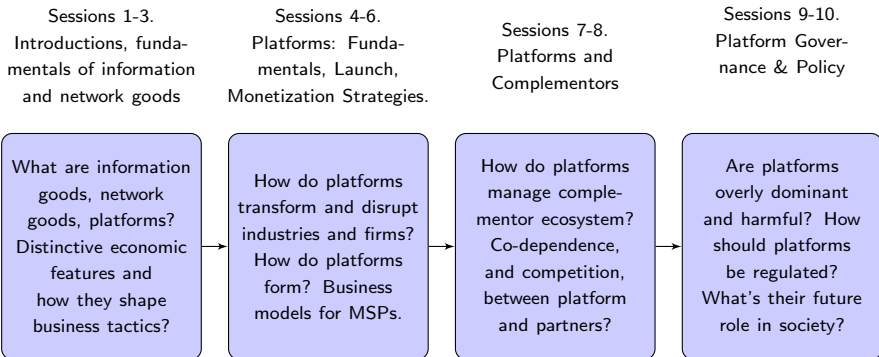 Sessions 1-3.
Introductions, funda-
mentals of information
and network goods
Sessions 4-6.
Platforms: Funda-
mentals, Launch,
Monetization Strategies.
Sessions 7-8.
Platforms and
Complementors
Sessions 9-10.
Platform Gover-
nance & Policy
What are information
goods, network
goods, platforms?
Distinctive economic
features and
how they shape
business tactics?
How do platforms
transform and disrupt
industries and firms?
How do platforms
form? Business
models for MSPs.
How do platforms
manage comple-
mentor ecosystem?
Co-dependence,
and competition,
between platform
and partners?
Are platforms
overly dominant
and harmful? How
should platforms
be regulated?
What's their future
role in society?